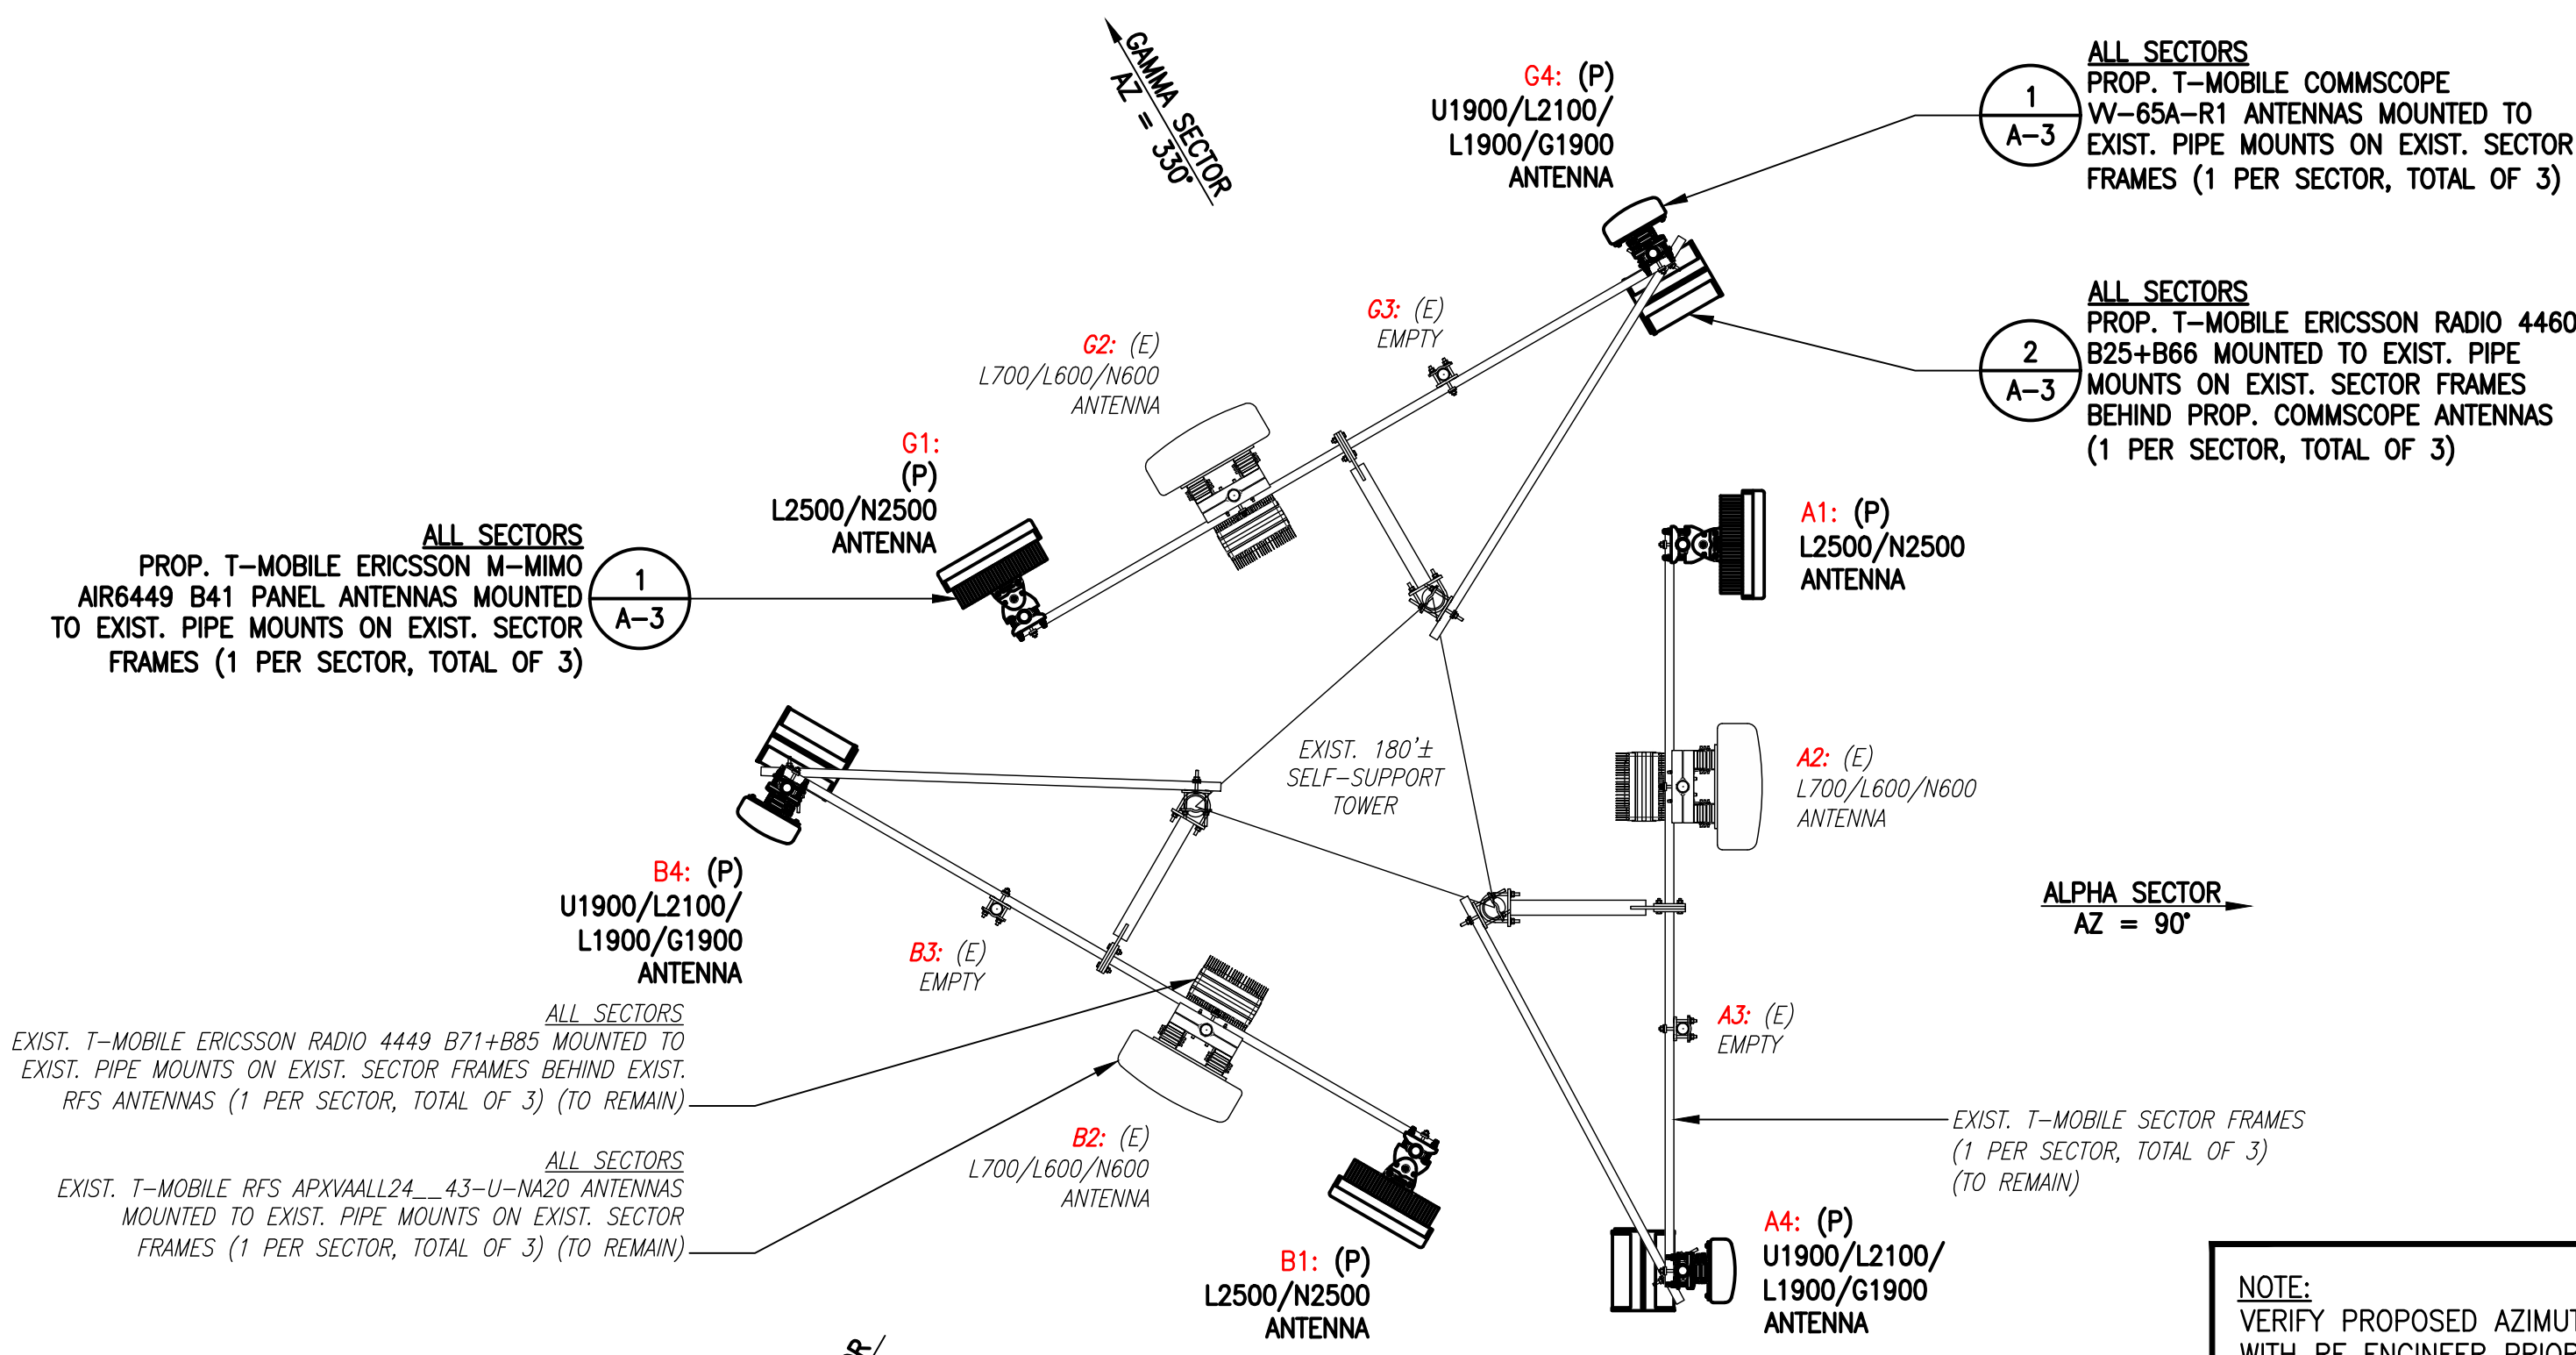 GAMMA SECTOR
AZ = 330°
G4: (P)
U1900/L2100/
L1900/G1900
ANTENNA
1
A-3
ALL SECTORS
PROP. T-MOBILE COMMSCOPE
VV-65A-R1 ANTENNAS MOUNTED TO
EXIST. PIPE MOUNTS ON EXIST. SECTOR
FRAMES (1 PER SECTOR, TOTAL OF 3)
2
A-3
ALL SECTORS
PROP. T-MOBILE ERICSSON RADIO 4460
B25+B66 MOUNTED TO EXIST. PIPE
MOUNTS ON EXIST. SECTOR FRAMES
BEHIND PROP. COMMSCOPE ANTENNAS
(1 PER SECTOR, TOTAL OF 3)
G3: (E)
EMPTY
G2: (E)
L700/L600/N600
ANTENNA
G1:
(P)
L2500/N2500
ANTENNA
ALL SECTORS
PROP. T-MOBILE ERICSSON M-MIMO
AIR6449 B41 PANEL ANTENNAS MOUNTED
TO EXIST. PIPE MOUNTS ON EXIST. SECTOR
FRAMES (1 PER SECTOR, TOTAL OF 3)
1
A-3
A1: (P)
L2500/N2500
ANTENNA
EXIST. 180'±
SELF-SUPPORT
TOWER
A2: (E)
L700/L600/N600
ANTENNA
ALPHA SECTOR
AZ = 90°
B4: (P)
U1900/L2100/
L1900/G1900
ANTENNA
B3: (E)
EMPTY
A3: (E)
EMPTY
ALL SECTORS
EXIST. T-MOBILE ERICSSON RADIO 4449 B71+B85 MOUNTED TO
EXIST. PIPE MOUNTS ON EXIST. SECTOR FRAMES BEHIND EXIST.
RFS ANTENNAS (1 PER SECTOR, TOTAL OF 3) (TO REMAIN)
ALL SECTORS
EXIST. T-MOBILE RFS APXVAALL24__43-U-NA20 ANTENNAS
MOUNTED TO EXIST. PIPE MOUNTS ON EXIST. SECTOR
FRAMES (1 PER SECTOR, TOTAL OF 3) (TO REMAIN)
B2: (E)
L700/L600/N600
ANTENNA
EXIST. T-MOBILE SECTOR FRAMES
(1 PER SECTOR, TOTAL OF 3)
(TO REMAIN)
B1: (P)
L2500/N2500
ANTENNA
A4: (P)
U1900/L2100/
L1900/G1900
ANTENNA
NOTE:
VERIFY PROPOSED AZIMUT
WITH RF ENGINEER PRIOR